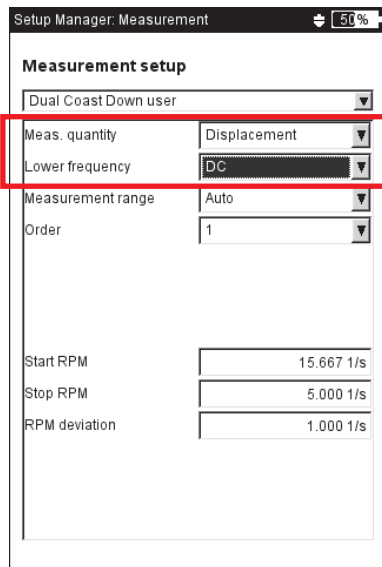 Setup Manager: Measurement 50%
Measurement setup
Dual Coast Down user
Meas. quantity Displacement
Lower frequency DC
Measurement range Auto
Order 1
Start RPM 15.667 1/s
Stop RPM 5.000 1/s
RPM deviation 1.000 1/s